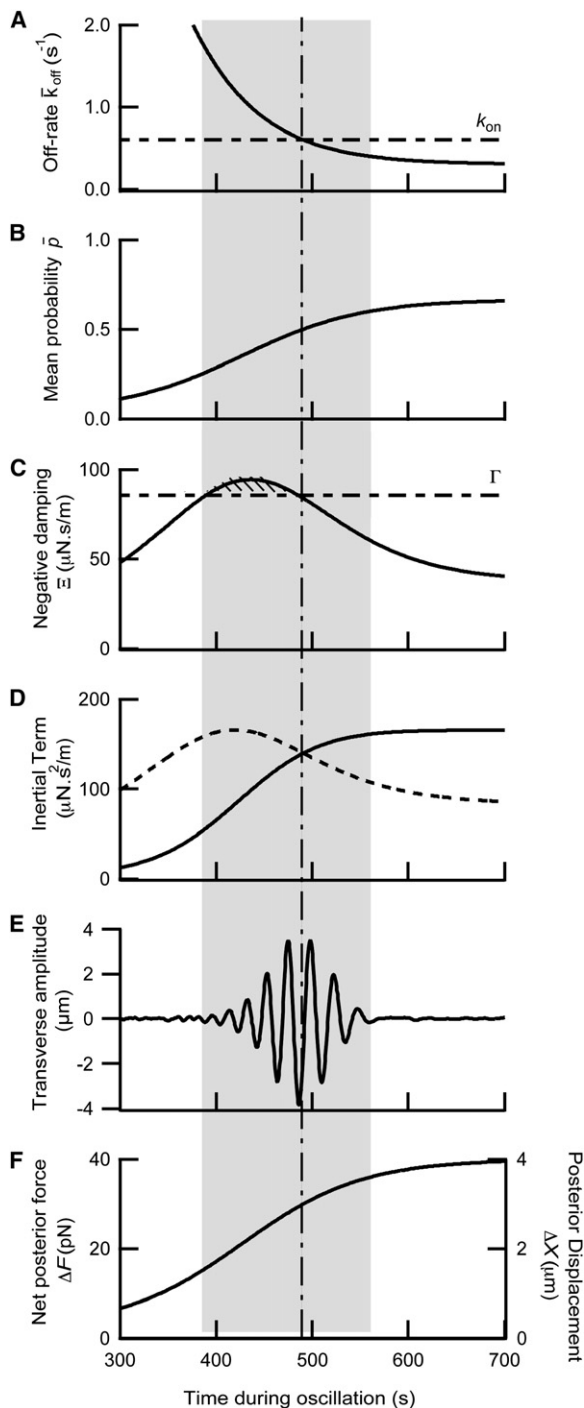 A
Off-rate k̄off (s⁻¹)
2.0
1.0
0.0
kon
B
Mean probability p̄
1.0
0.5
0.0
C
Negative damping
Ξ (μN.s/m)
100
50
0
Γ
D
Inertial Term
(μN.s²/m)
200
100
0
E
Transverse amplitude
(μm)
4
2
0
-2
-4
F
Net posterior force
ΔF(pN)
40
20
0
4
2
0
Posterior Displacement
ΔX(μm)
300 400 500 600 700
Time during oscillation (s)